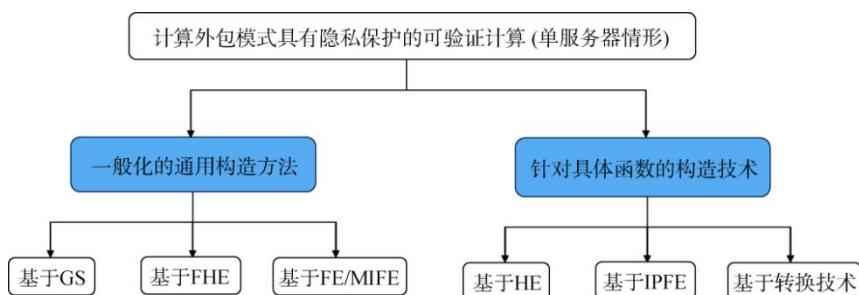 计算外包模式具有隐私保护的可验证计算 (单服务器情形)
一般化的通用构造方法
针对具体函数的构造技术
基于GS
基于FHE
基于FE/MIFE
基于HE
基于IPFE
基于转换技术